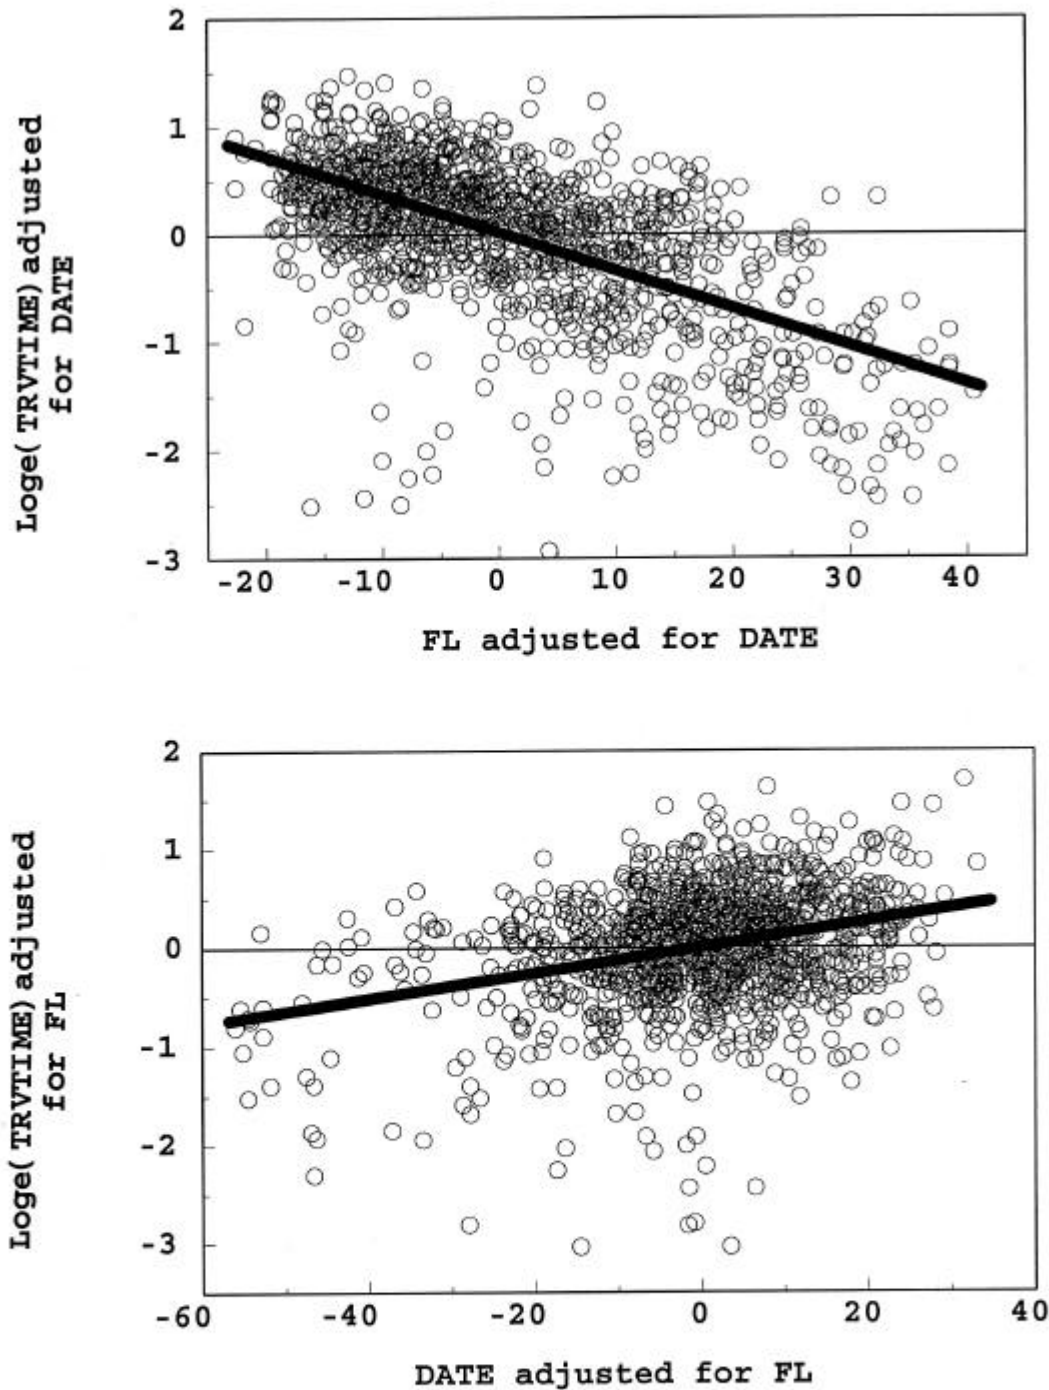 2
1
0
-1
-2
-3
Loge( TRVTIME) adjusted
for DATE
-20 -10 0 10 20 30 40
FL adjusted for DATE
2
1
0
-1
-2
-3
Loge( TRVTIME) adjusted
for FL
-60 -40 -20 0 20 40
DATE adjusted for FL